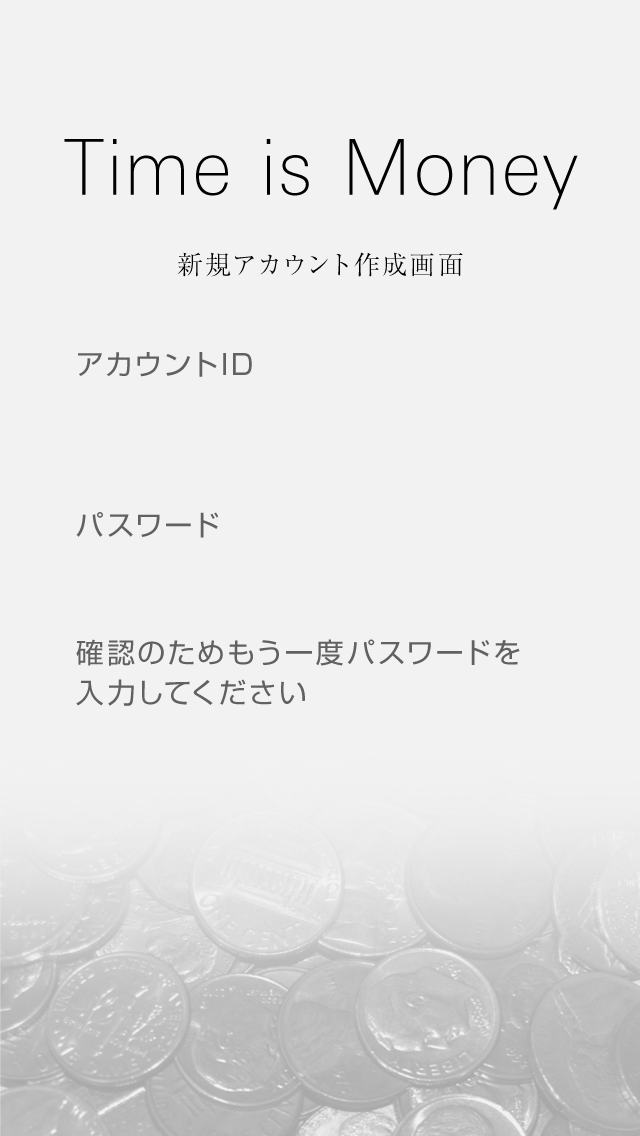 Time is Money
新規アカウント作成画面
アカウントID
パスワード
確認のためもう一度パスワードを
入力してください